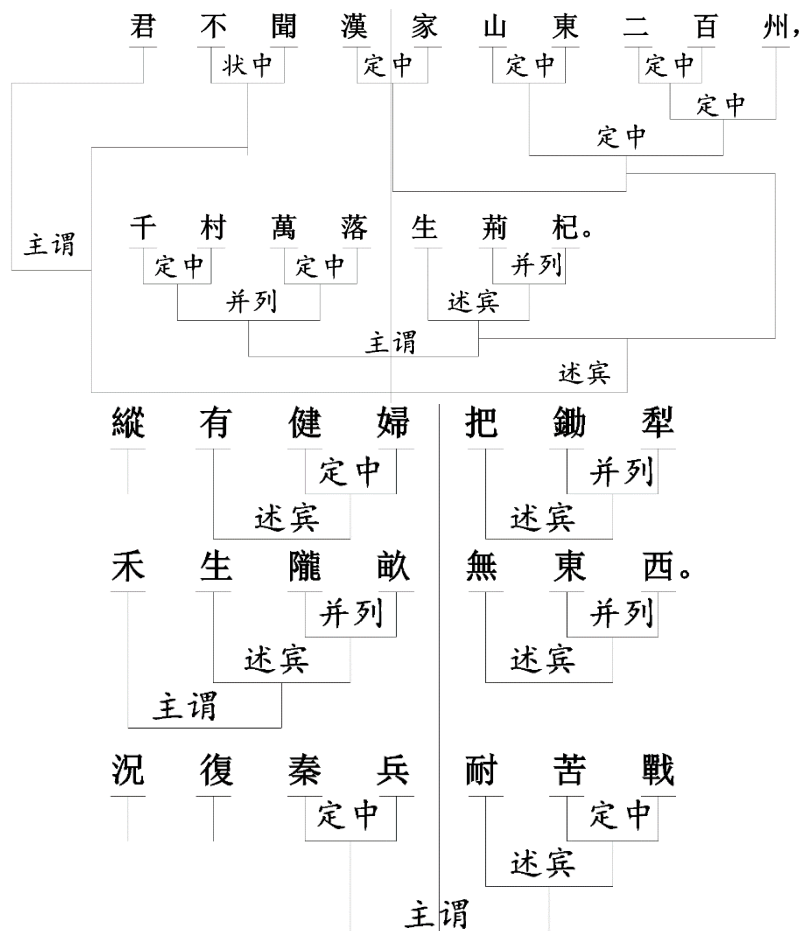 君不聞漢家山東二百州，
状中 定中 定中 定中
定中
定中
主谓
千村萬落生荊杞。
定中 定中 并列
并列 述宾
主谓
述宾
縱有健婦把鋤犁
定中 并列
述宾 述宾
禾生隴畝無東西。
并列 并列
述宾 述宾
主谓
況復秦兵耐苦戰
定中 定中
述宾
主谓